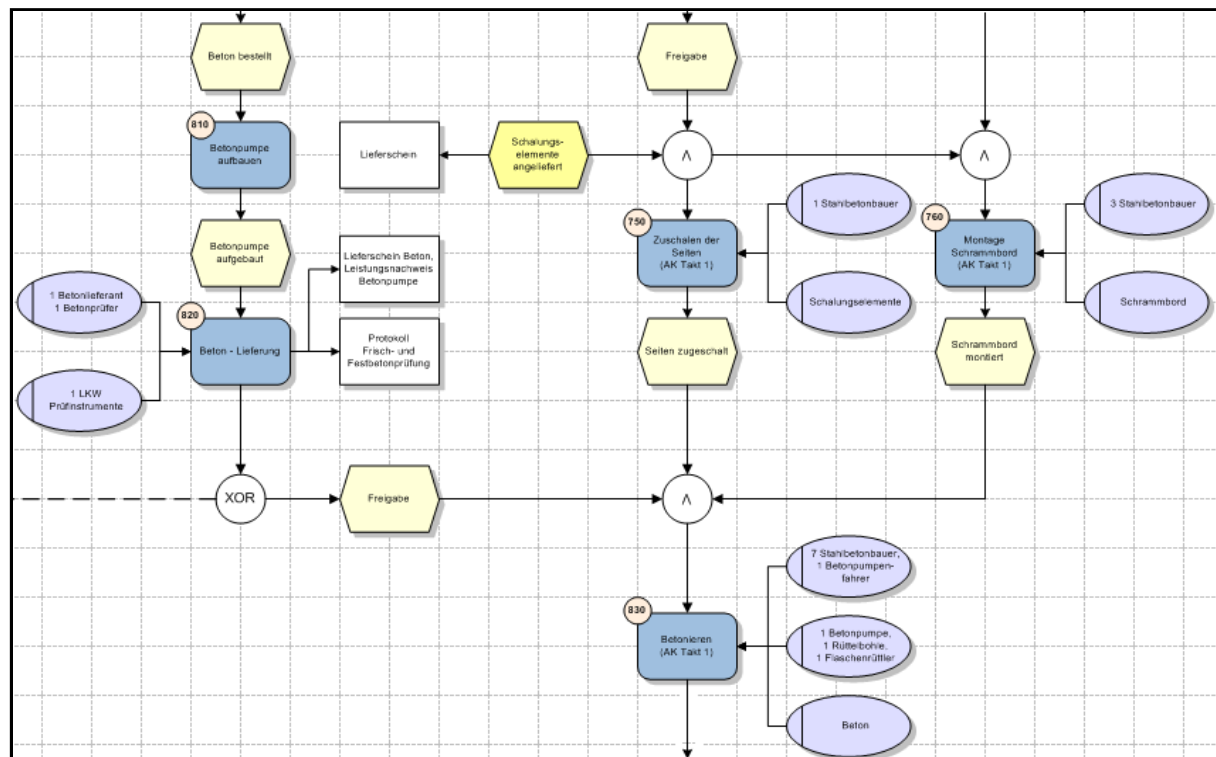 Beton bestellt
Freigabe
810
Betonpumpe
aufbauen
Lieferschein
Schalungs-
elemente
angeliefert
Λ
Λ
1 Stahlbetonbauer
3 Stahlbetonbauer
750
Zuschalen der
Seiten
(AK Takt 1)
760
Montage
Schrammbord
(AK Takt 1)
Betonpumpe
aufgebaut
Lieferschein Beton,
Leistungsnachweis
Betonpumpe
1 Betonlieferant
1 Betonprüfer
Schalungselemente
Schrammbord
820
Beton - Lieferung
Protokoll
Frisch- und
Festbetonprüfung
Seiten zugeschalt
Schrammbord
montiert
1 LKW
Prüfinstrumente
XOR
Freigabe
Λ
7 Stahlbetonbauer,
1 Betonpumpen-
fahrer
830
Betonieren
(AK Takt 1)
1 Betonpumpe,
1 Rüttelbohle,
1 Flaschenrüttler
Beton